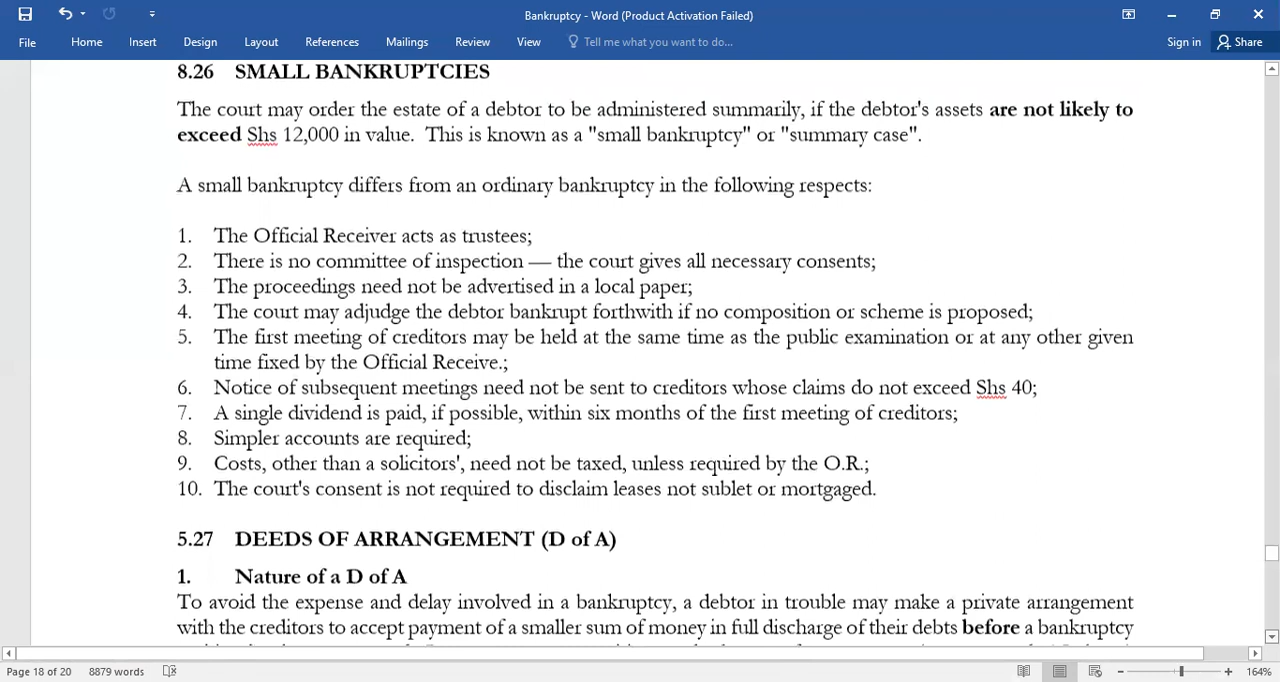 Bankruptcy - Word (Product Activation Failed)
File Home Insert Design Layout References Mailings Review View Tell me what you want to do... Sign in Share
8.26 SMALL BANKRUPTCIES
The court may order the estate of a debtor to be administered summarily, if the debtor's assets are not likely to
exceed Shs 12,000 in value. This is known as a "small bankruptcy" or "summary case".
A small bankruptcy differs from an ordinary bankruptcy in the following respects:
1. The Official Receiver acts as trustees;
2. There is no committee of inspection — the court gives all necessary consents;
3. The proceedings need not be advertised in a local paper;
4. The court may adjudge the debtor bankrupt forthwith if no composition or scheme is proposed;
5. The first meeting of creditors may be held at the same time as the public examination or at any other given
time fixed by the Official Receive.;
6. Notice of subsequent meetings need not be sent to creditors whose claims do not exceed Shs 40;
7. A single dividend is paid, if possible, within six months of the first meeting of creditors;
8. Simpler accounts are required;
9. Costs, other than a solicitors', need not be taxed, unless required by the O.R.;
10. The court's consent is not required to disclaim leases not sublet or mortgaged.
5.27 DEEDS OF ARRANGEMENT (D of A)
1. Nature of a D of A
To avoid the expense and delay involved in a bankruptcy, a debtor in trouble may make a private arrangement
with the creditors to accept payment of a smaller sum of money in full discharge of their debts before a bankruptcy
Page 18 of 20 8879 words 164%